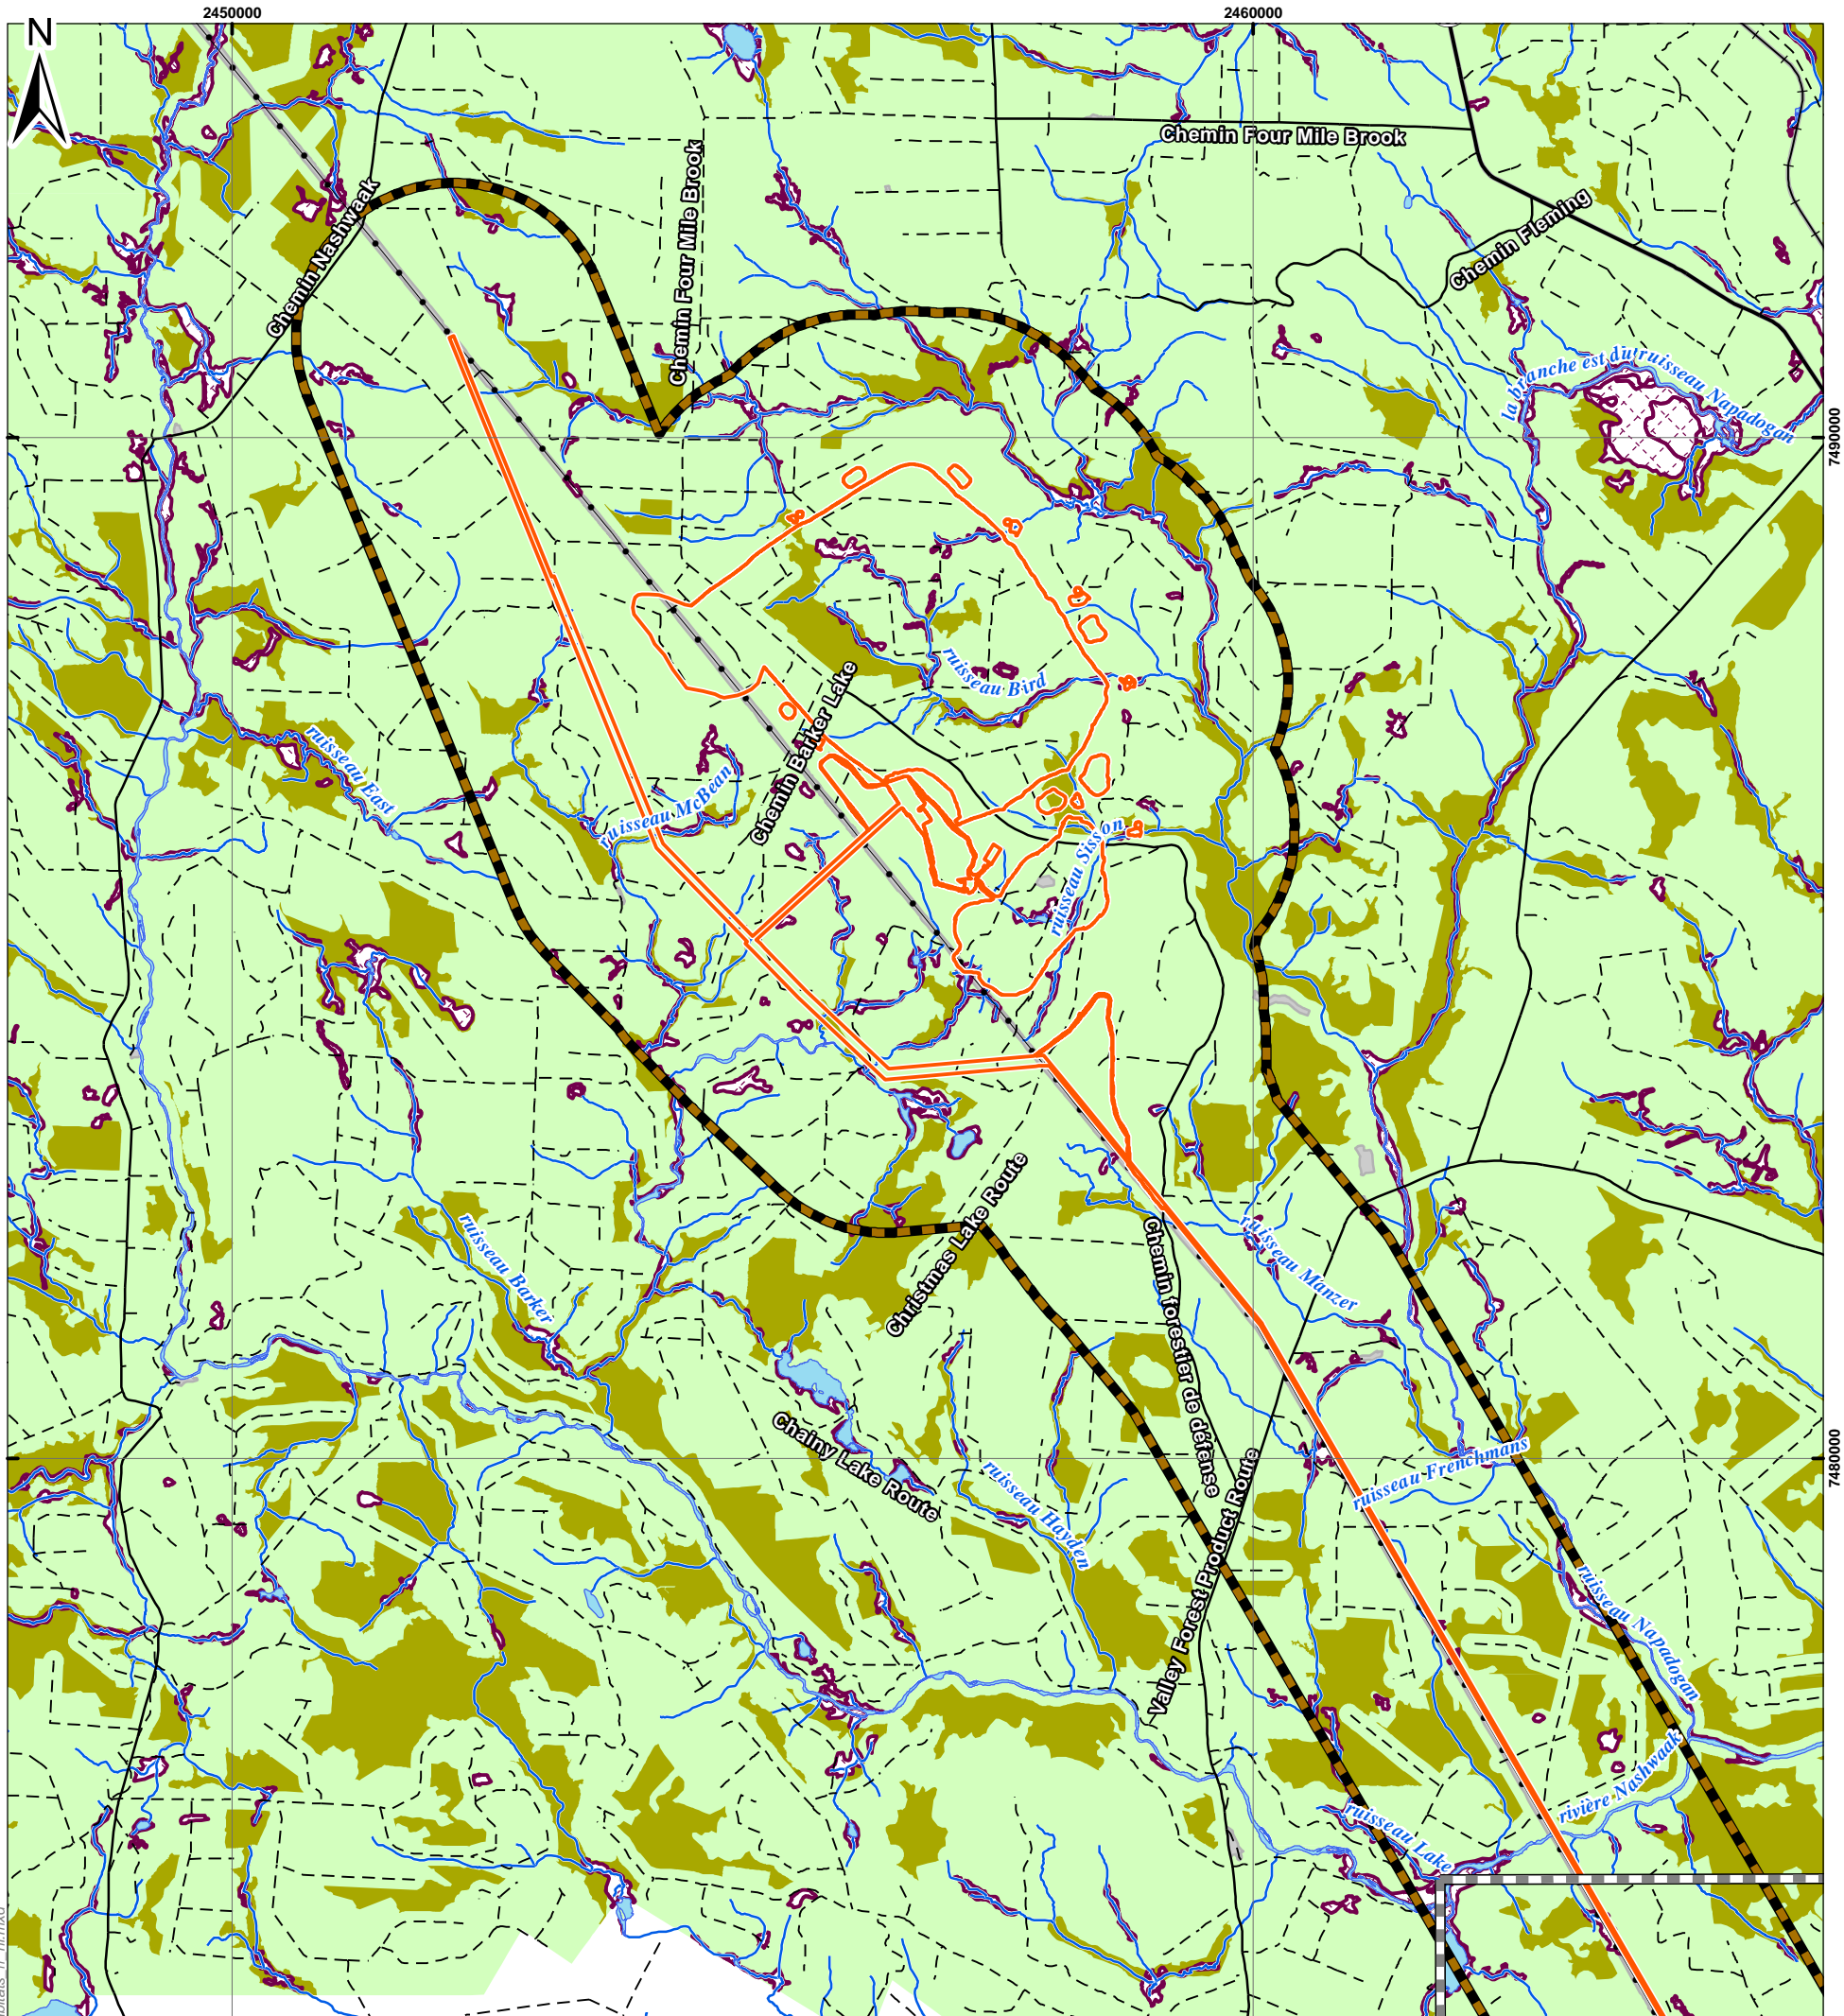 2450000
2460000
N
Chemin Four Mile Brook
Chemin Nashwaak
Chemin Four Mile Brook
Chemin Fleming
la branche est du ruisseau Napadogan
7490000
ruisseau Bird
Chemin Barker Lake
ruisseau East
ruisseau McBean
ruisseau Sisson
Christmas Lake Route
ruisseau Barker
Chemin forestier de défense
ruisseau Manzer
Chainy Lake Route
ruisseau Hayden
ruisseau Frenchmans
7480000
Valley Forest Product Route
ruisseau Napadogan
rivière Nashwaak
ruisseau Lake